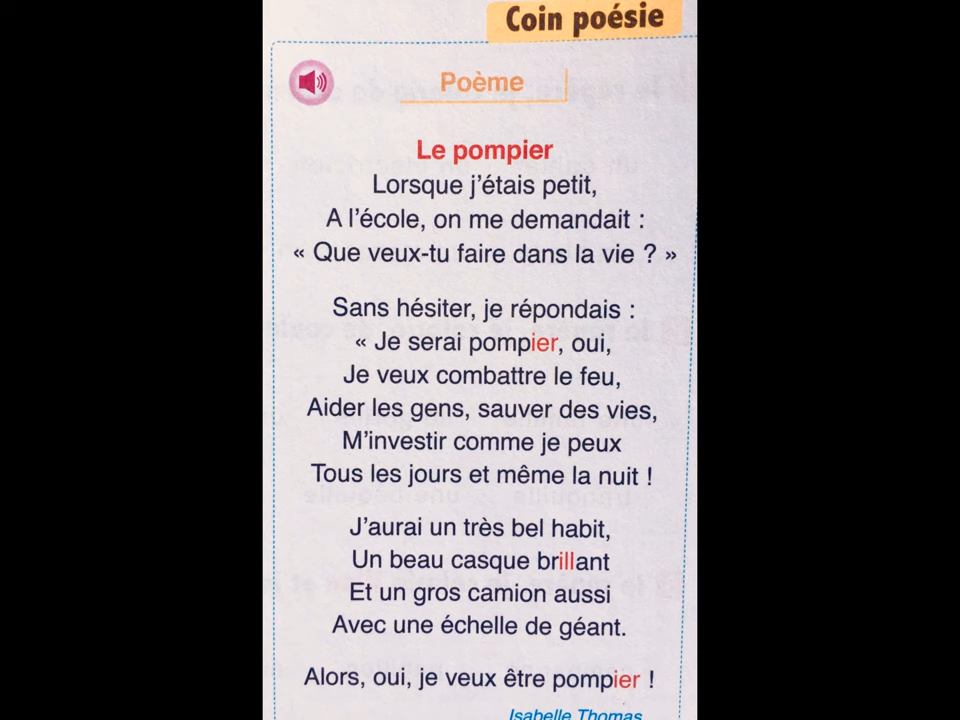 Coin poésie
Poème
Le pompier
Lorsque j'étais petit,
A l'école, on me demandait :
« Que veux-tu faire dans la vie ? »
Sans hésiter, je répondais :
« Je serai pompier, oui,
Je veux combattre le feu,
Aider les gens, sauver des vies,
M'investir comme je peux
Tous les jours et même la nuit !
J'aurai un très bel habit,
Un beau casque brillant
Et un gros camion aussi
Avec une échelle de géant.
Alors, oui, je veux être pompier !
Isabelle Thomas